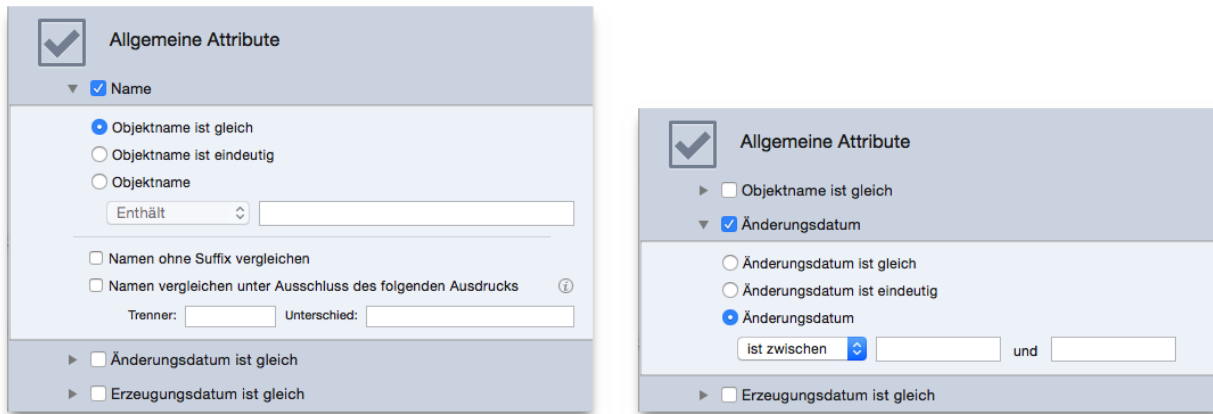 Allgemeine Attribute
Name
Objektname ist gleich
Objektname ist eindeutig
Objektname
Enthält
Namen ohne Suffix vergleichen
Namen vergleichen unter Ausschluss des folgenden Ausdrucks
Trenner: Unterschied:
Änderungsdatum ist gleich
Erzeugungsdatum ist gleich
Allgemeine Attribute
Objektname ist gleich
Änderungsdatum
Änderungsdatum ist gleich
Änderungsdatum ist eindeutig
Änderungsdatum
ist zwischen und
Erzeugungsdatum ist gleich